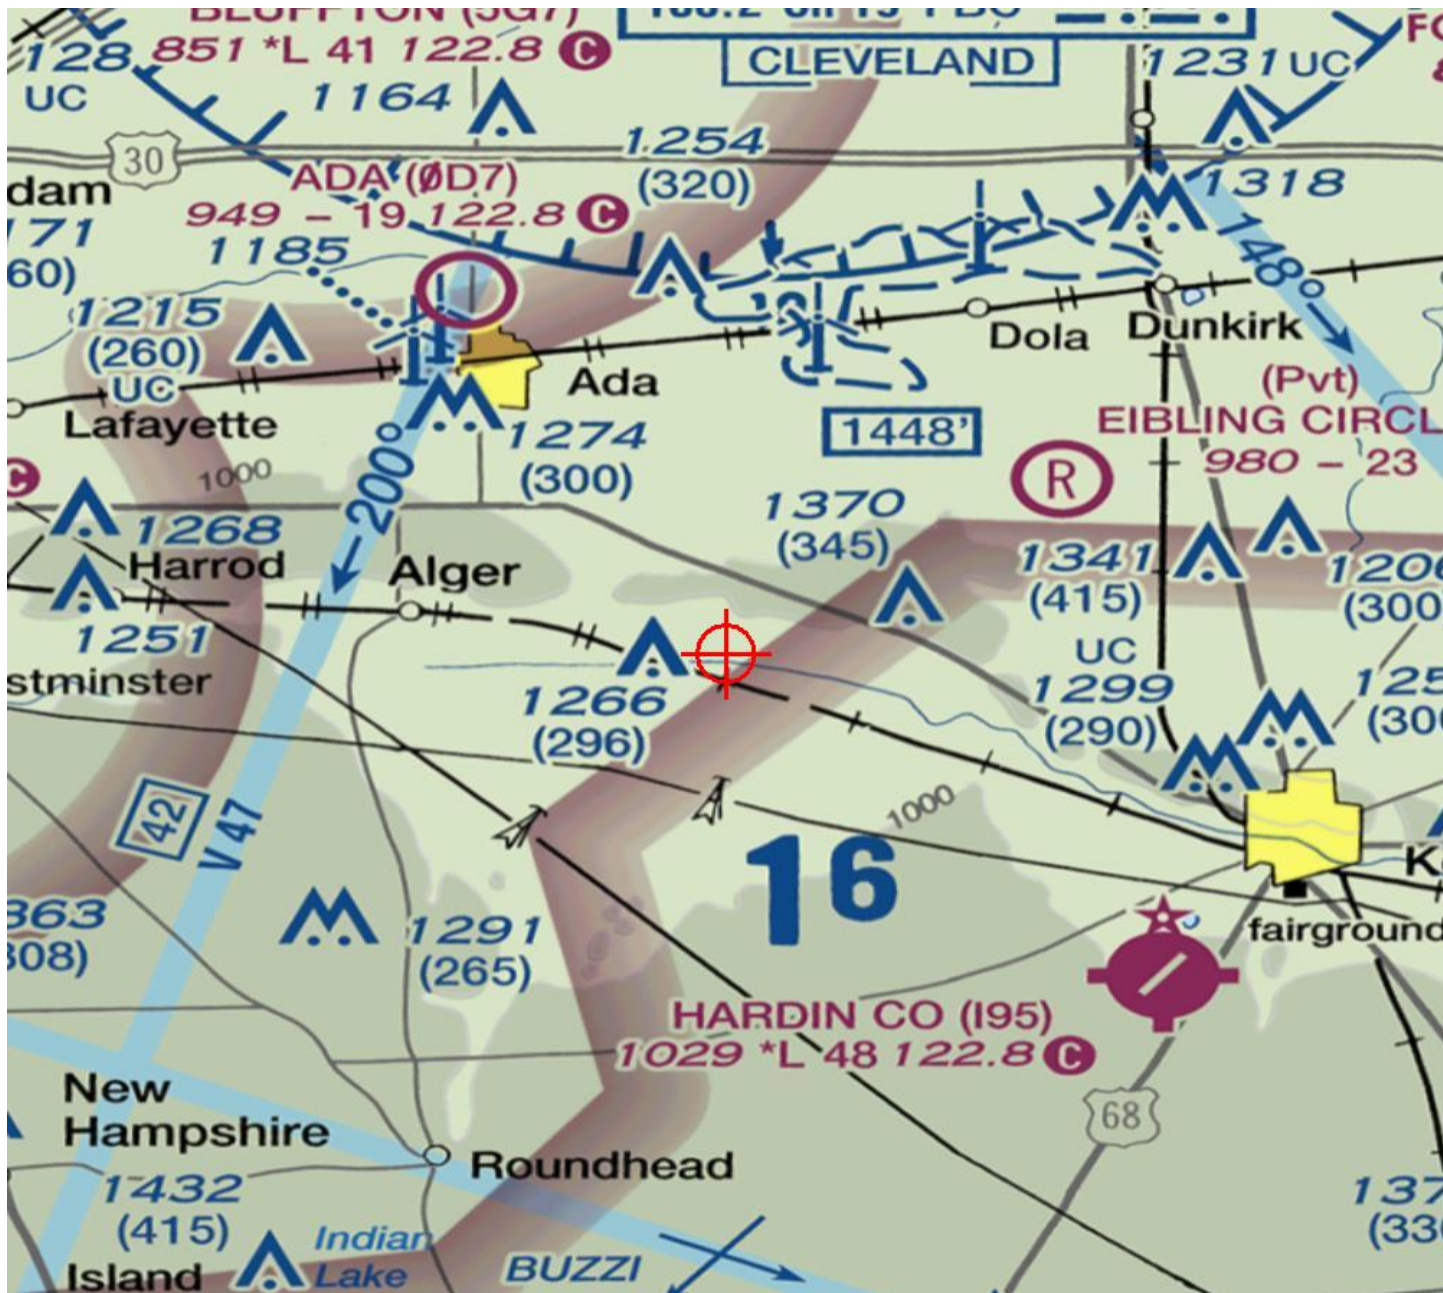 BLUFFTON (5G7)
851 *L 41 122.8 C
CLEVELAND
128
UC
1164
1231 UC
30
1254
(320)
ADA (ØD7)
949 – 19 122.8 C
1185
1318
148°
1215
(260)
UC
Lafayette
Ada
Dola
Dunkirk
(Pvt)
980 – 23
1448'
R
1274
(300)
1000
200°
1370
(345)
1268
Harrod
Alger
1251
1341
(415)
(300
UC
1299
(290)
1266
(296)
42
V 47
1000
16
1291
(265)
HARDIN CO (I95)
1029 *L 48 122.8 C
68
New
Hampshire
Roundhead
1432
(415)
Island
Indian
Lake
BUZZI